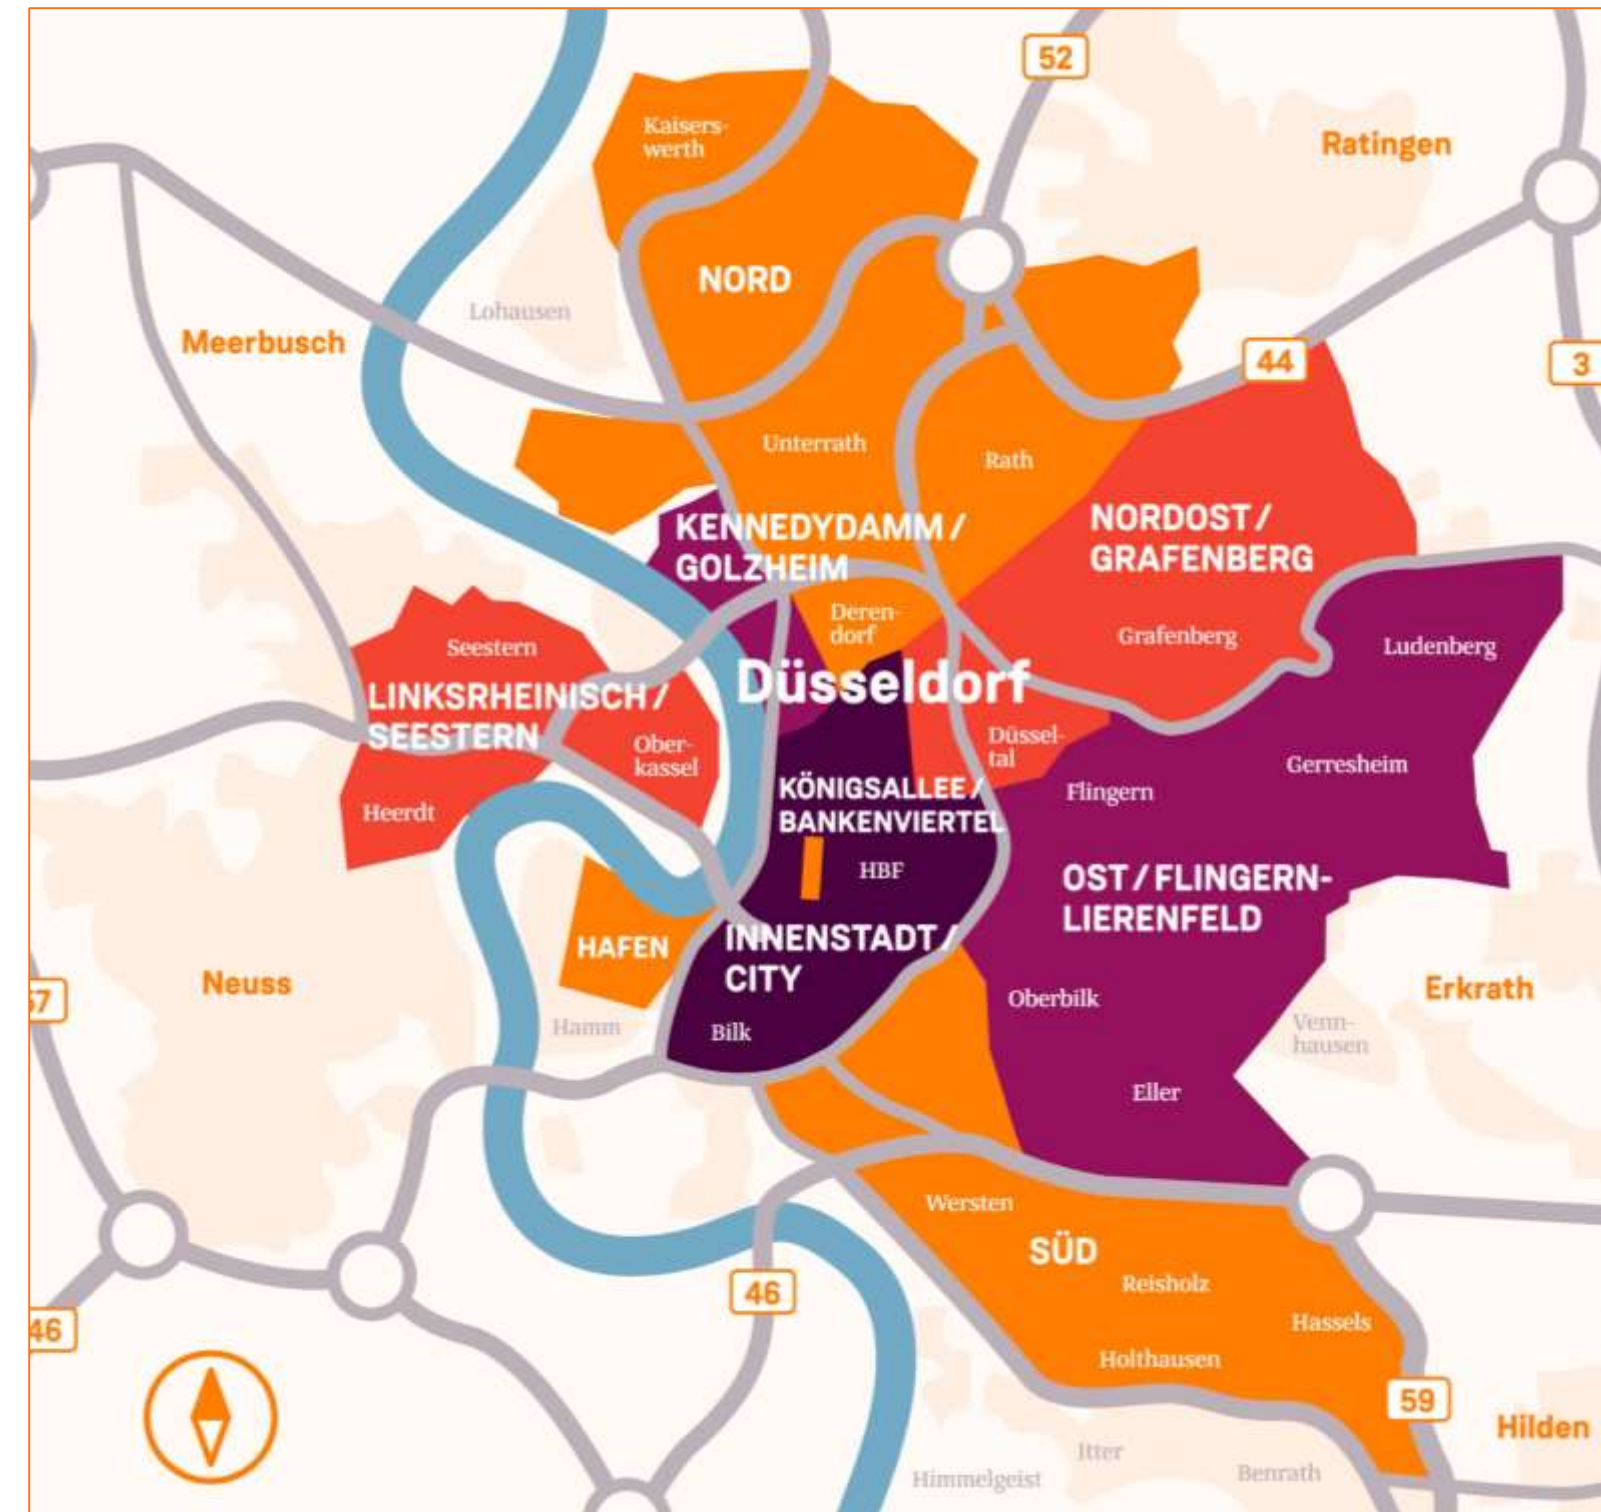 52
Kaisers-
werth
Ratingen
NORD
Lohausen
Meerbusch
44
3
Unterrath
Rath
KENNEDYDAMM /
GOLZHEIM
NORDOST /
GRAFENBERG
Deren-
dorf
Grafenberg
Seestern
Ludenberg
Düsseldorf
LINKSRHEINISCH /
SEESTERN
Ober-
kassel
Düssel-
tal
Gerresheim
KÖNIGSALLEE /
BANKENVIERTEL
Flingern
Heerdt
HBF
OST / FLINGERN-
LIERENFELD
HAFEN
INNENSTADT /
CITY
Neuss
57
Oberbilk
Erkrath
Hamm
Bilk
Venn-
hausen
Eller
Wersten
SÜD
Reisholz
46
46
Hassels
Holthausen
59
Hilden
Itter
Himmelgeist
Benrath